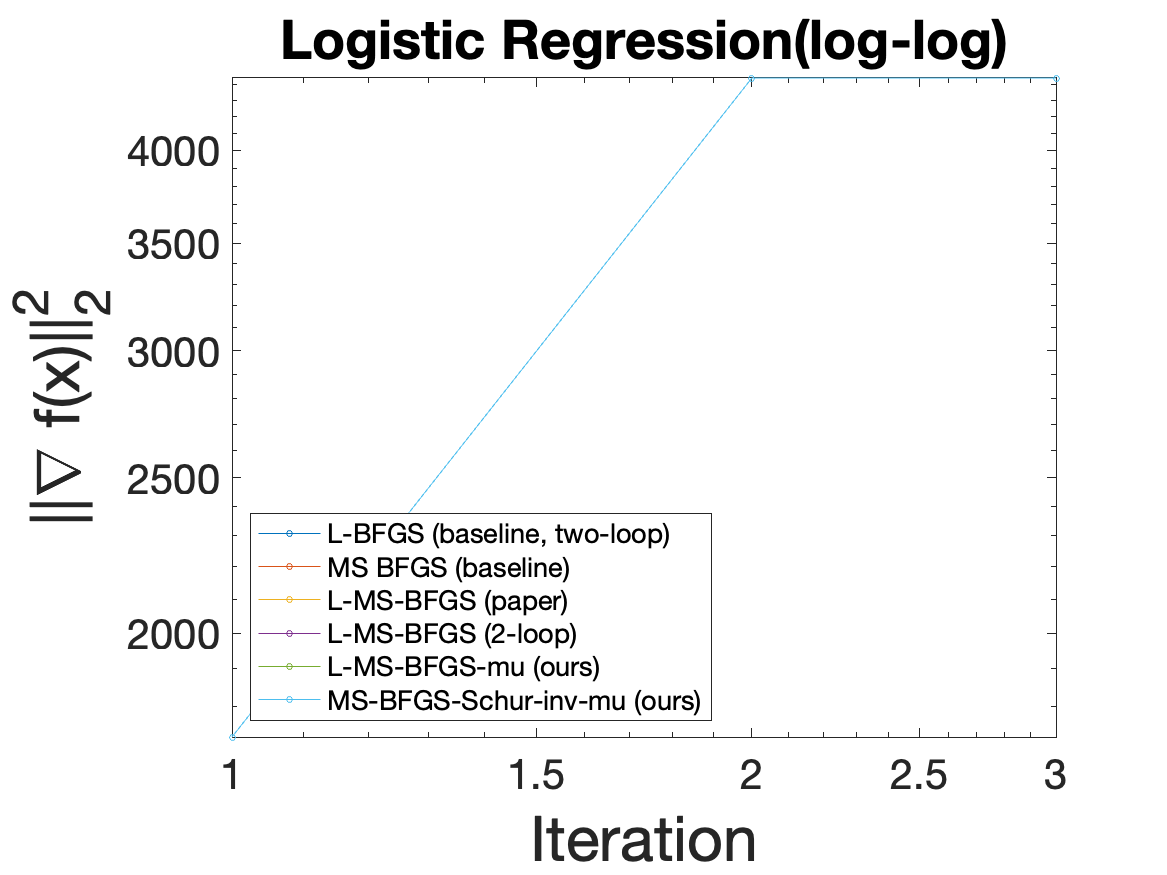 Logistic Regression(log-log)
4000
3500
3000
2500
2000
||∇ f(x)||₂²
L-BFGS (baseline, two-loop)
MS BFGS (baseline)
L-MS-BFGS (paper)
L-MS-BFGS (2-loop)
L-MS-BFGS-mu (ours)
MS-BFGS-Schur-inv-mu (ours)
1 1.5 2 2.5 3
Iteration